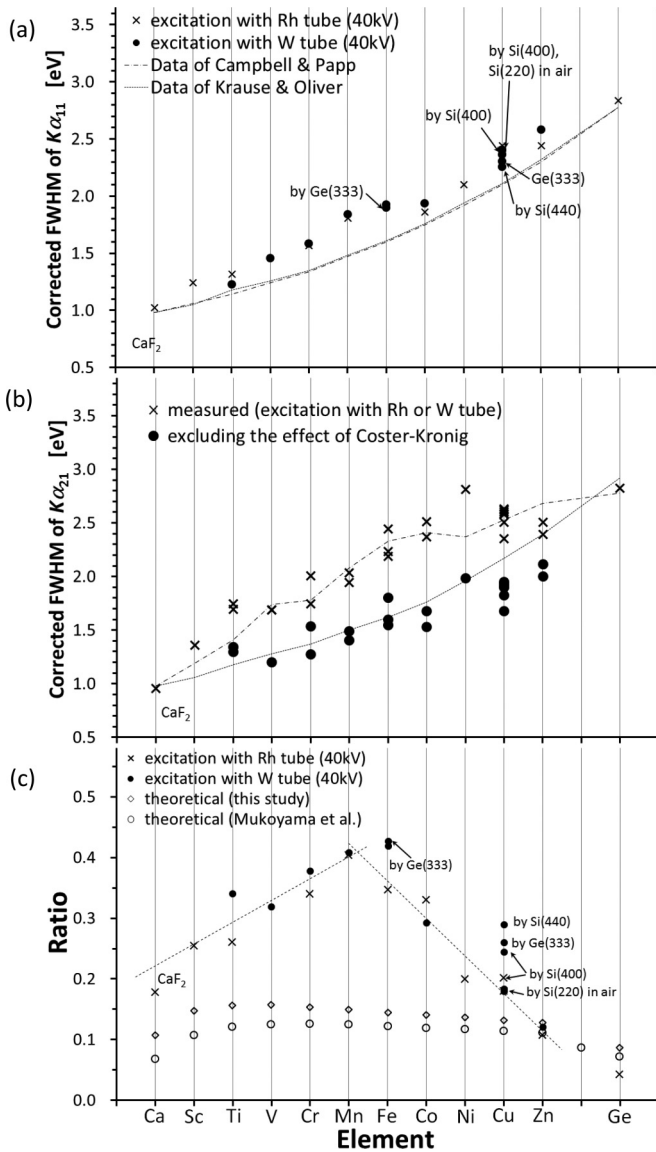 (a)
× excitation with Rh tube (40kV)
● excitation with W tube (40kV)
Data of Campbell & Papp
Data of Krause & Oliver
by Si(400),
Si(220) in air
by Si(400)
by Ge(333)
Ge(333)
by Si(440)
CaF₂
Corrected FWHM of Kα₁₁ [eV]
3.5
3.0
2.5
2.0
1.5
1.0
0.5
(b)
× measured (excitation with Rh or W tube)
● excluding the effect of Coster-Kronig
CaF₂
Corrected FWHM of Kα₂₁ [eV]
3.5
3.0
2.5
2.0
1.5
1.0
0.5
(c)
× excitation with Rh tube (40kV)
● excitation with W tube (40kV)
◇ theoretical (this study)
○ theoretical (Mukoyama et al.)
by Ge(333)
by Si(440)
by Ge(333)
by Si(400)
by Si(220) in air
CaF₂
Ratio
0.5
0.4
0.3
0.2
0.1
0.0
Ca Sc Ti V Cr Mn Fe Co Ni Cu Zn Ge
Element